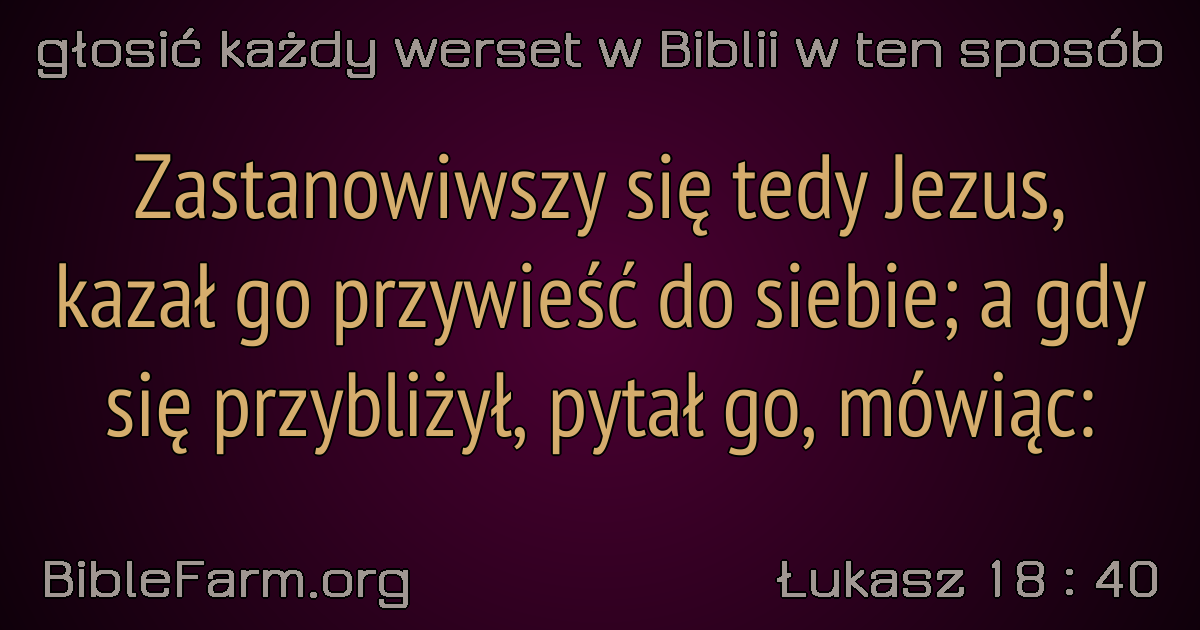 głosić każdy werset w Biblii w ten sposób
Zastanowiwszy się tedy Jezus,
kazał go przywieść do siebie; a gdy
się przybliżył, pytał go, mówiąc:
BibleFarm.org
Łukasz 18 : 40